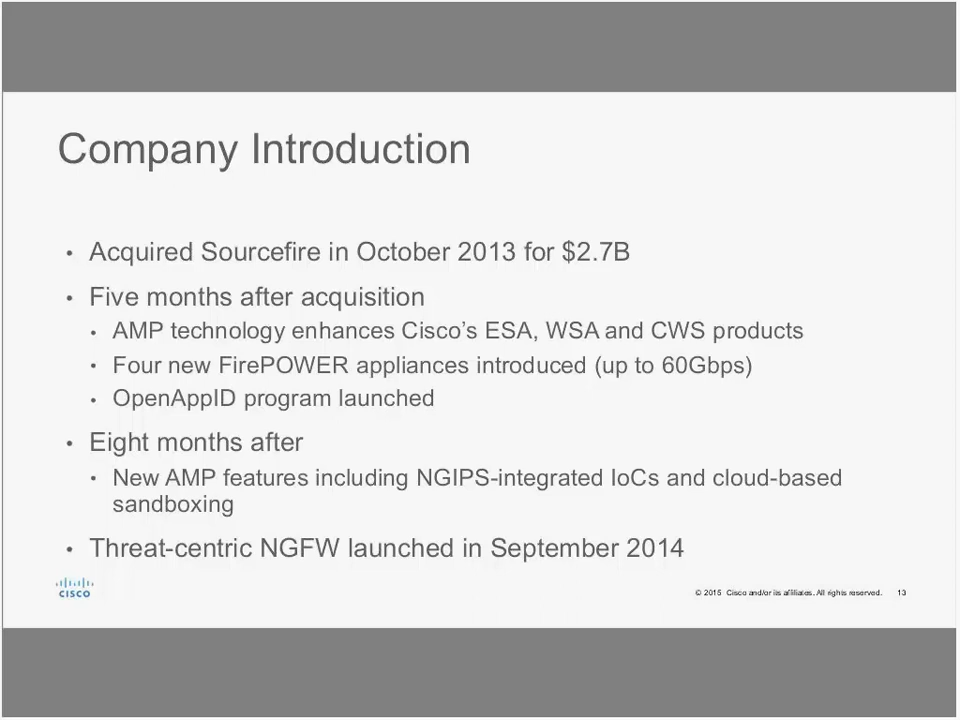 Company Introduction
• Acquired Sourcefire in October 2013 for $2.7B
• Five months after acquisition
• AMP technology enhances Cisco’s ESA, WSA and CWS products
• Four new FirePOWER appliances introduced (up to 60Gbps)
• OpenAppID program launched
• Eight months after
• New AMP features including NGIPS-integrated IoCs and cloud-based
sandboxing
• Threat-centric NGFW launched in September 2014
CISCO
© 2015 Cisco and/or its affiliates. All rights reserved. 13